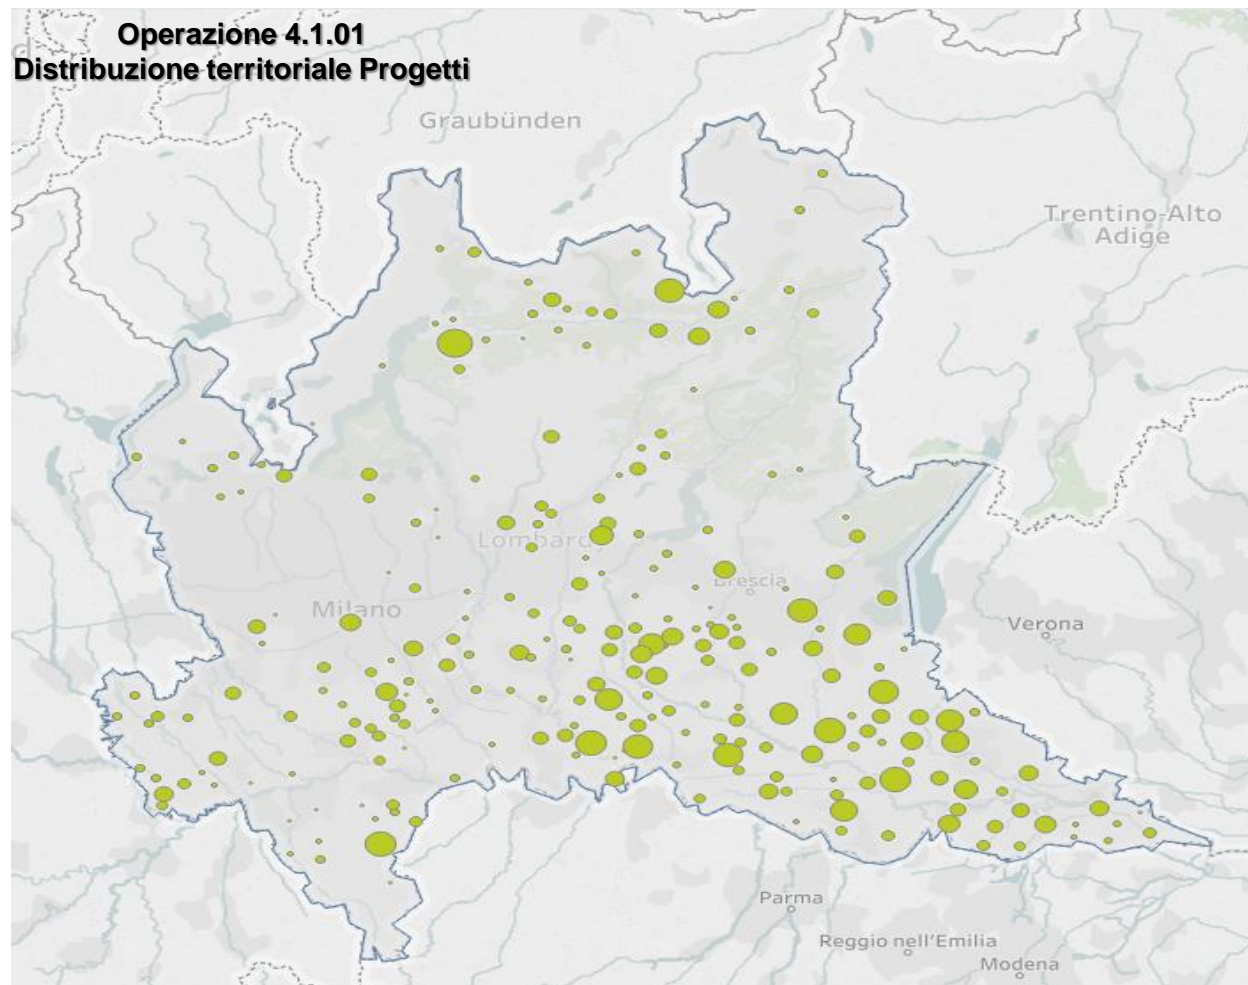 Operazione 4.1.01
Distribuzione territoriale Progetti
Graubünden
Trentino-Alto
Adige
Lombard
Brescia
Milano
Verona
Parma
Reggio nell'Emilia
Modena